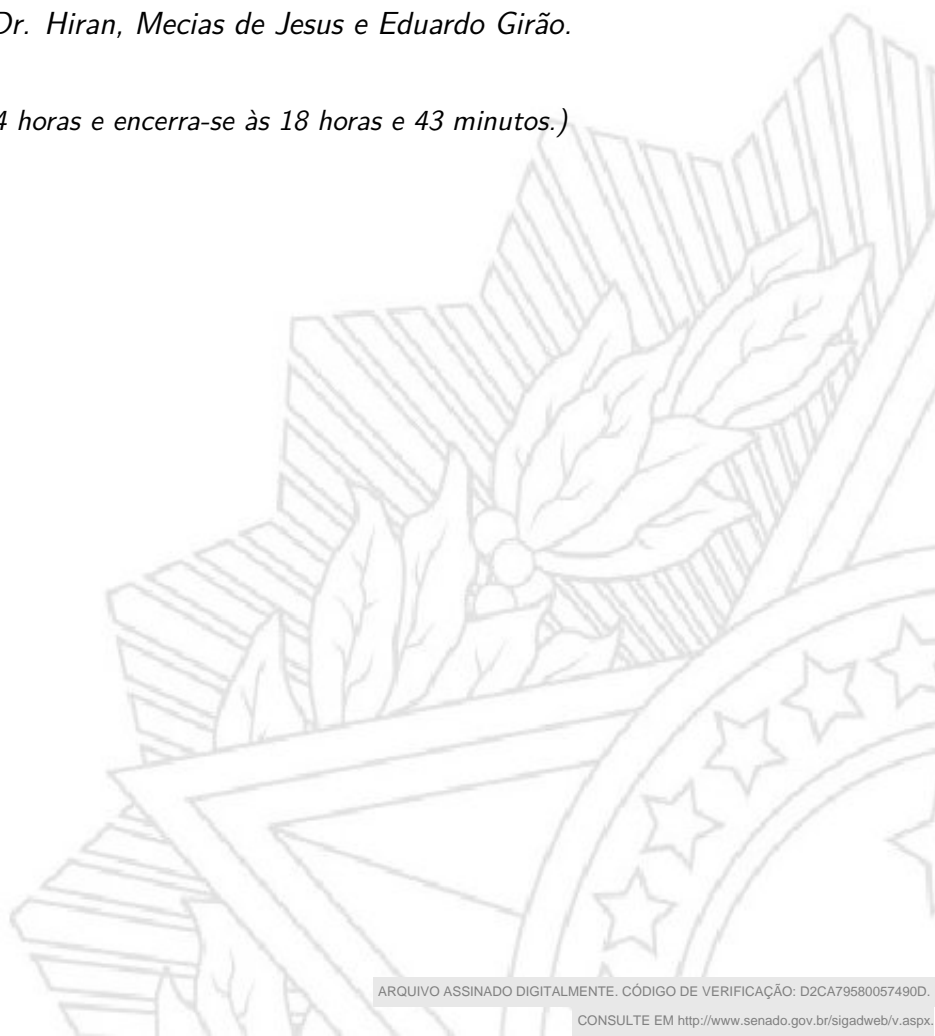 Dr. Hiran, Mecias de Jesus e Eduardo Girão.
4 horas e encerra-se às 18 horas e 43 minutos.)
ARQUIVO ASSINADO DIGITALMENTE. CÓDIGO DE VERIFICAÇÃO: D2CA79580057490D.
CONSULTE EM http://www.senado.gov.br/sigadweb/v.aspx.